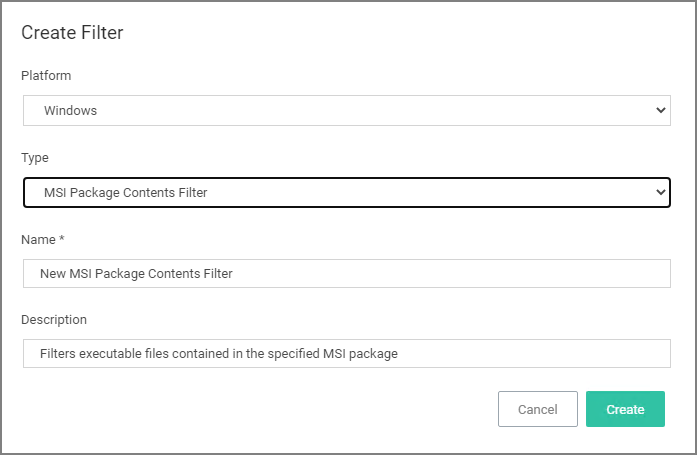 Create Filter
Platform
Windows
Type
MSI Package Contents Filter
Name *
New MSI Package Contents Filter
Description
Filters executable files contained in the specified MSI package
Cancel
Create